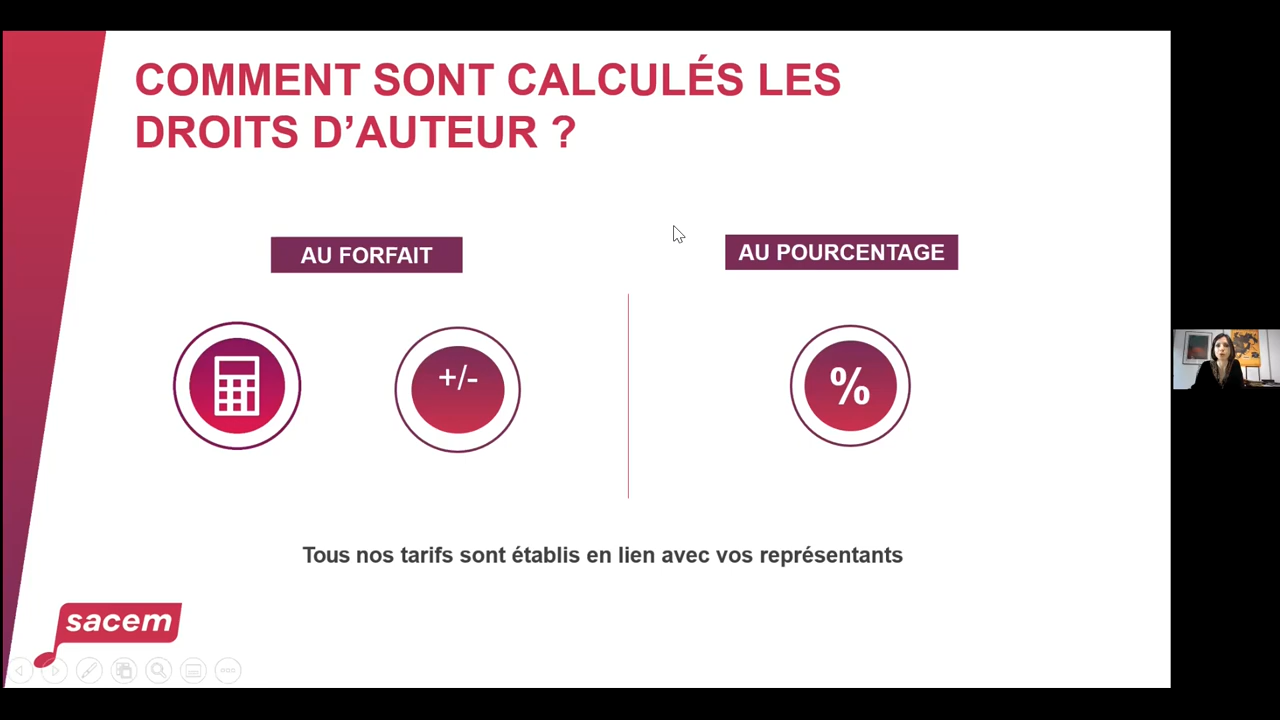 COMMENT SONT CALCULÉS LES
DROITS D’AUTEUR ?
AU FORFAIT
AU POURCENTAGE
+/-
%
Tous nos tarifs sont établis en lien avec vos représentants
sacem